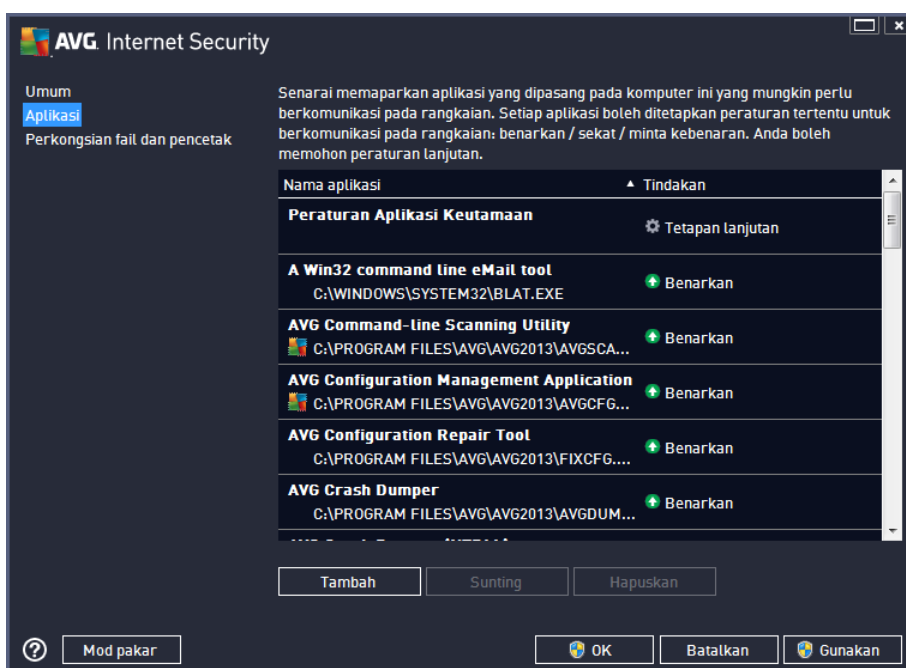 AVG. Internet Security
Umum
Aplikasi
Perkongsian fail dan pencetak
Senarai memaparkan aplikasi yang dipasang pada komputer ini yang mungkin perlu
berkomunikasi pada rangkaian. Setiap aplikasi boleh ditetapkan peraturan tertentu untuk
berkomunikasi pada rangkaian: benarkan / sekat / minta kebenaran. Anda boleh
memohon peraturan lanjutan.
Nama aplikasi Tindakan
Peraturan Aplikasi Keutamaan
Tetapan lanjutan
A Win32 command line eMail tool
Benarkan
C:\WINDOWS\SYSTEM32\BLAT.EXE
AVG Command-line Scanning Utility
Benarkan
C:\PROGRAM FILES\AVG\AVG2013\AVGSCA...
AVG Configuration Management Application
Benarkan
C:\PROGRAM FILES\AVG\AVG2013\AVGCFG...
AVG Configuration Repair Tool
Benarkan
C:\PROGRAM FILES\AVG\AVG2013\FIXCFG....
AVG Crash Dumper
Benarkan
C:\PROGRAM FILES\AVG\AVG2013\AVGDUM...
Tambah Sunting Hapuskan
Mod pakar OK Batalkan Gunakan